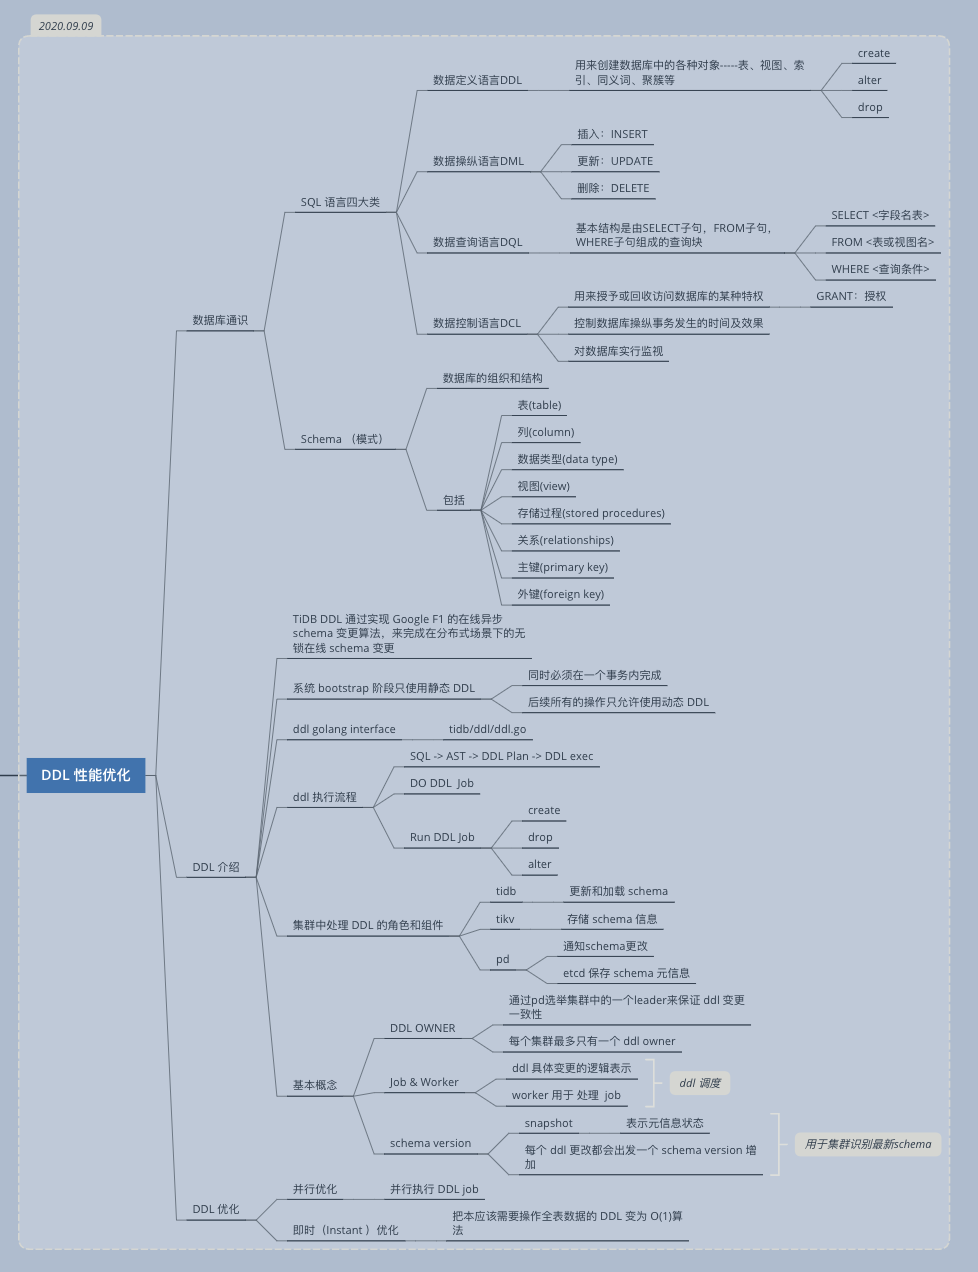 2020.09.09
DDL 性能优化
数据库通识
SQL 语言四大类
数据定义语言DDL
用来创建数据库中的各种对象-----表、视图、索
引、同义词、聚簇等
create
alter
drop
数据操纵语言DML
插入：INSERT
更新：UPDATE
删除：DELETE
数据查询语言DQL
基本结构是由SELECT子句，FROM子句，
WHERE子句组成的查询块
SELECT <字段名表>
FROM <表或视图名>
WHERE <查询条件>
数据控制语言DCL
用来授予或回收访问数据库的某种特权
GRANT：授权
控制数据库操纵事务发生的时间及效果
对数据库实行监视
Schema （模式）
数据库的组织和结构
包括
表(table)
列(column)
数据类型(data type)
视图(view)
存储过程(stored procedures)
关系(relationships)
主键(primary key)
外键(foreign key)
DDL 介绍
TiDB DDL 通过实现 Google F1 的在线异步
schema 变更算法，来完成在分布式场景下的无
锁在线 schema 变更
系统 bootstrap 阶段只使用静态 DDL
同时必须在一个事务内完成
后续所有的操作只允许使用动态 DDL
ddl golang interface
tidb/ddl/ddl.go
ddl 执行流程
SQL -> AST -> DDL Plan -> DDL exec
DO DDL  Job
Run DDL Job
create
drop
alter
集群中处理 DDL 的角色和组件
tidb
更新和加载 schema
tikv
存储 schema 信息
pd
通知schema更改
etcd 保存 schema 元信息
基本概念
DDL OWNER
通过pd选举集群中的一个leader来保证 ddl 变更
一致性
每个集群最多只有一个 ddl owner
Job & Worker
ddl 具体变更的逻辑表示
worker 用于 处理  job
ddl 调度
schema version
snapshot
表示元信息状态
每个 ddl 更改都会出发一个 schema version 增
加
用于集群识别最新schema
DDL 优化
并行优化
并行执行 DDL job
即时（Instant ）优化
把本应该需要操作全表数据的 DDL 变为 O(1)算
法